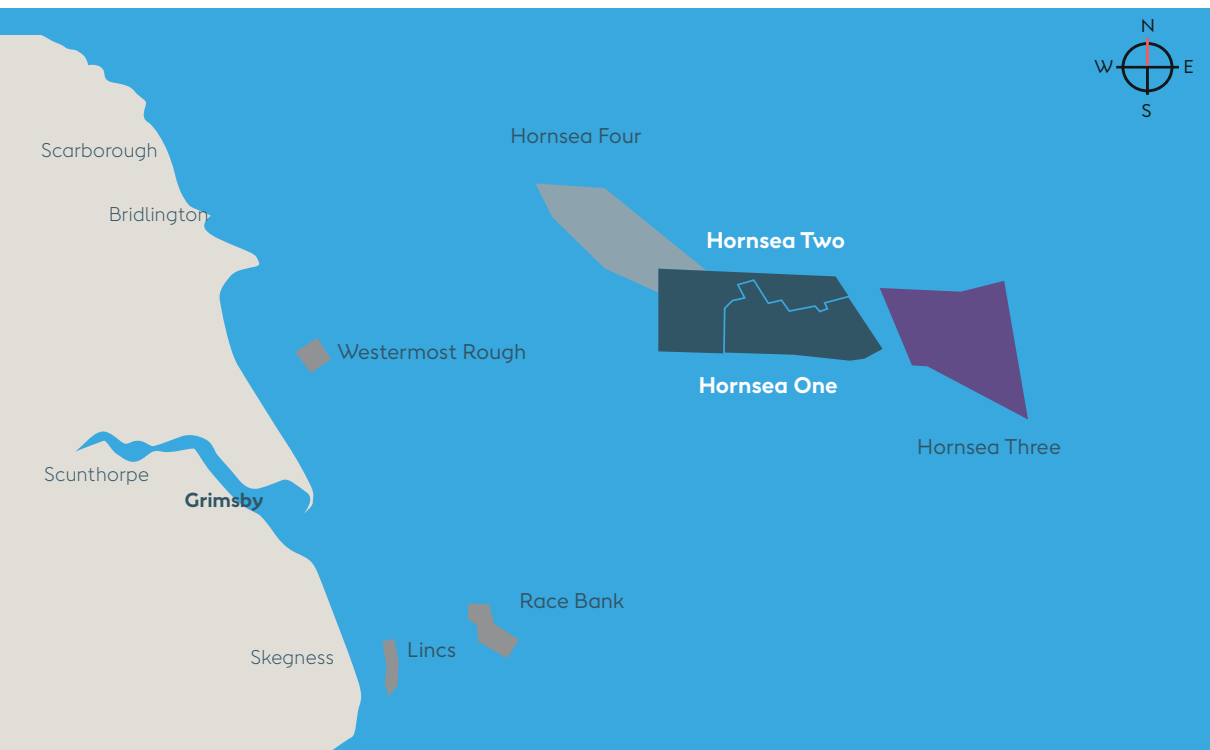 N
W
E
S
Hornsea Four
Scarborough
Bridlington
Hornsea Two
Westermost Rough
Hornsea One
Hornsea Three
Scunthorpe
Grimsby
Race Bank
Lincs
Skegness